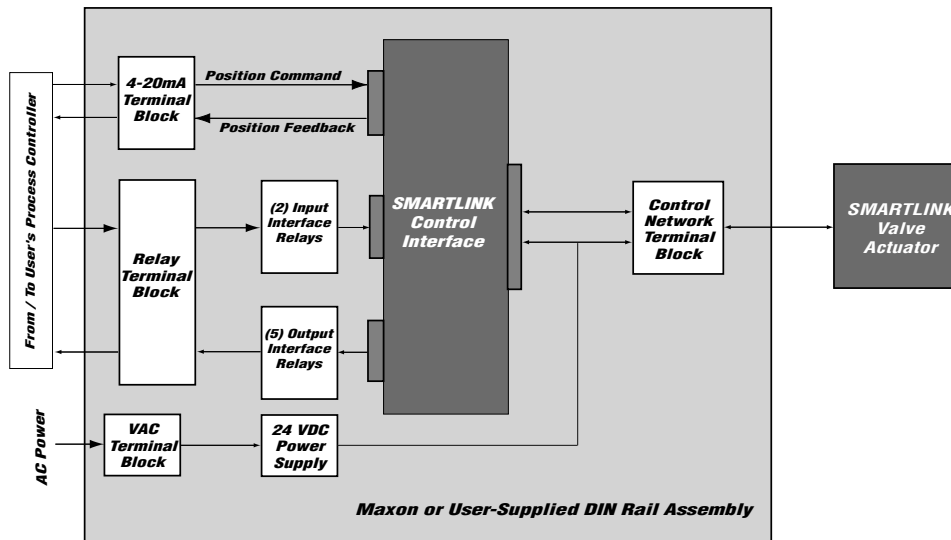 4-20mA
Terminal
Block
Position Command
Position Feedback
From / To User's Process Controller
Relay
Terminal
Block
(2) Input
Interface
Relays
(5) Output
Interface
Relays
SMARTLINK
Control
Interface
Control
Network
Terminal
Block
SMARTLINK
Valve
Actuator
AC Power
VAC
Terminal
Block
24 VDC
Power
Supply
Maxon or User-Supplied DIN Rail Assembly